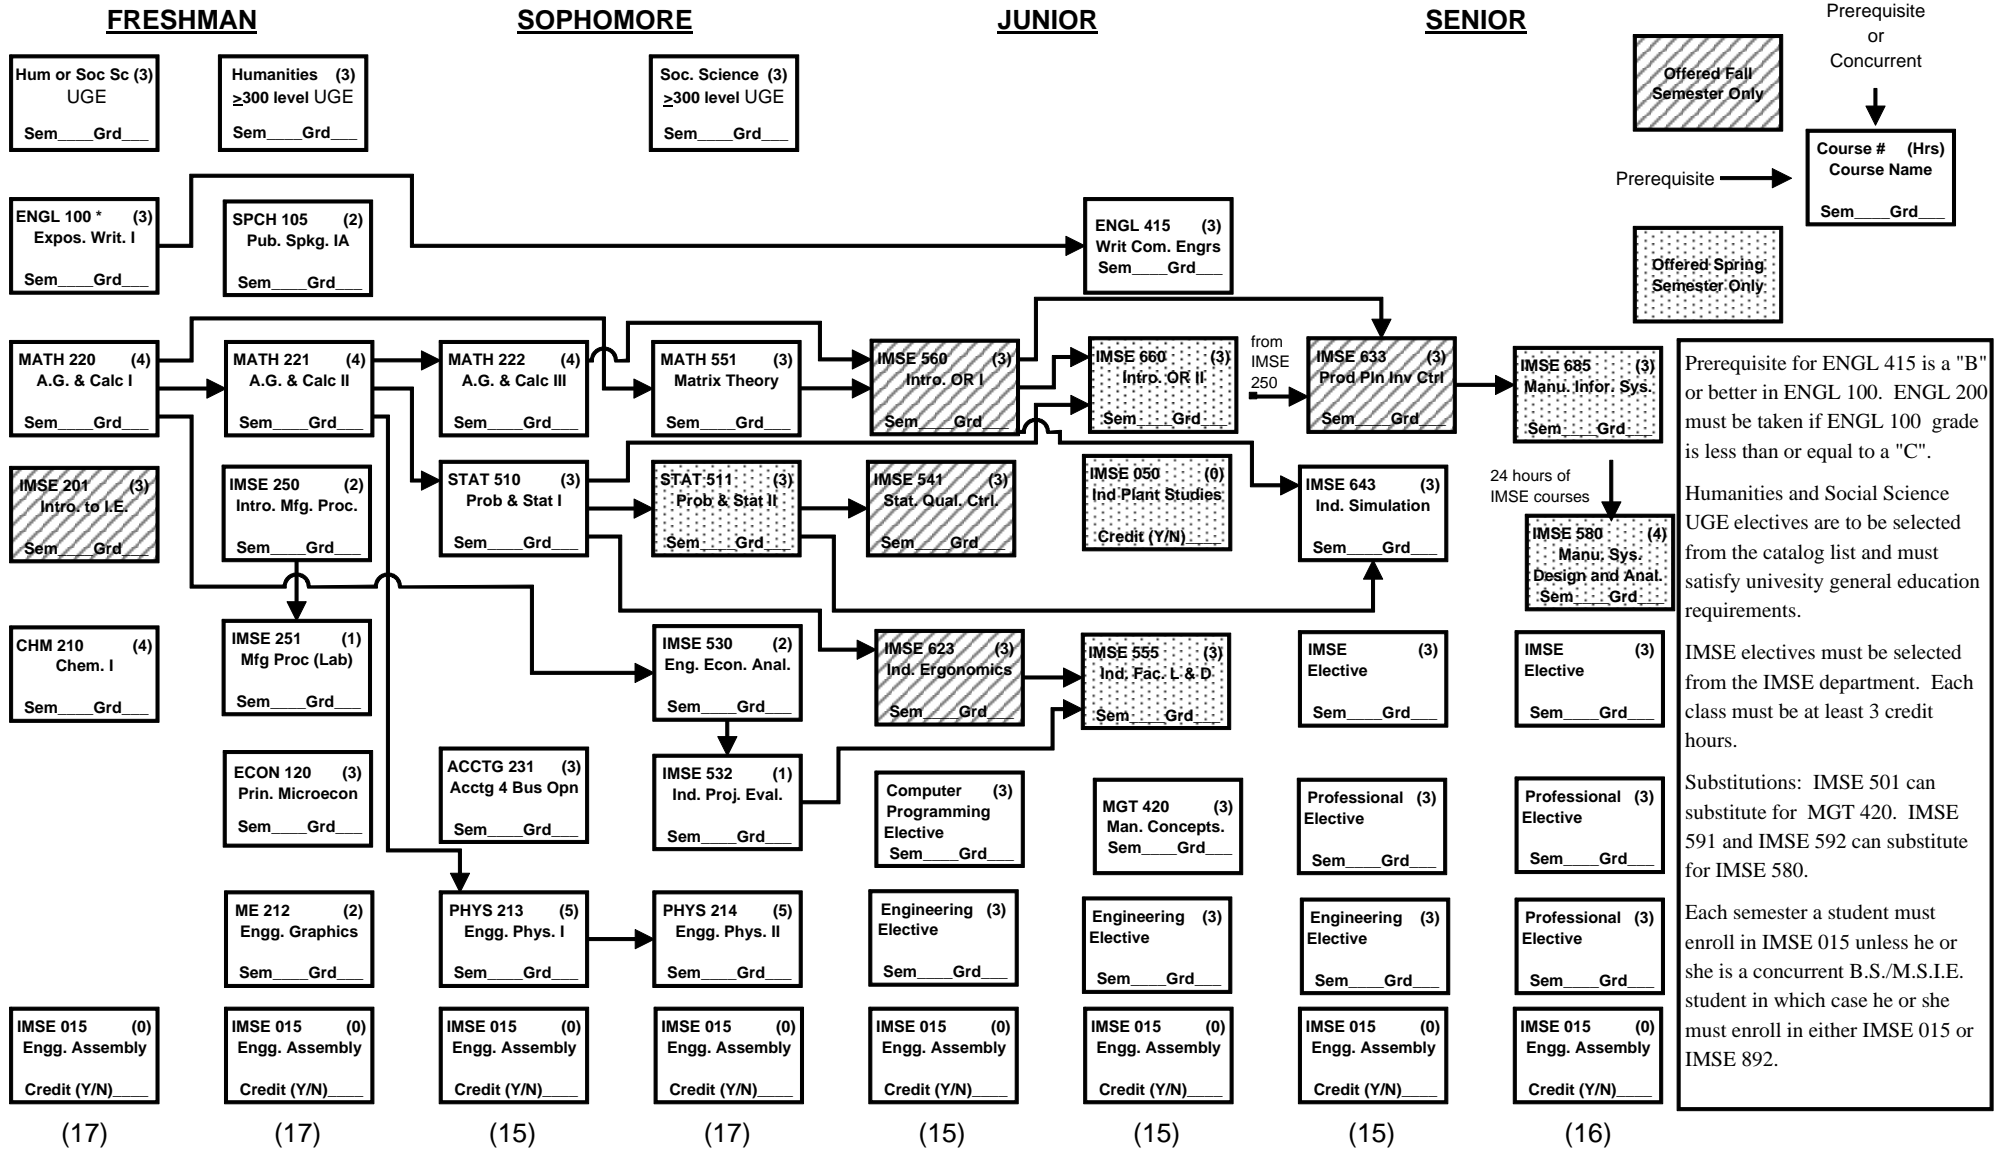 FRESHMAN
SOPHOMORE
JUNIOR
SENIOR
Prerequisite
or
Concurrent
Offered Fall
Semester Only
Prerequisite
Course # (Hrs)
Course Name
Sem____Grd___
Offered Spring
Semester Only
Hum or Soc Sc (3)
UGE
Sem____Grd___
Humanities (3)
≥300 level UGE
Sem____Grd___
Soc. Science (3)
≥300 level UGE
Sem____Grd___
ENGL 100 * (3)
Expos. Writ. I
Sem____Grd___
SPCH 105 (2)
Pub. Spkg. IA
Sem____Grd___
ENGL 415 (3)
Writ Com. Engrs
Sem____Grd___
MATH 220 (4)
A.G. & Calc I
Sem____Grd___
MATH 221 (4)
A.G. & Calc II
Sem____Grd___
MATH 222 (4)
A.G. & Calc III
Sem____Grd___
MATH 551 (3)
Matrix Theory
Sem____Grd___
IMSE 560 (3)
Intro. OR I
Sem____Grd___
IMSE 660 (3)
Intro. OR II
Sem____Grd___
from
IMSE
250
IMSE 633 (3)
Prod Pln Inv Ctrl
Sem____Grd___
IMSE 685 (3)
Manu. Infor. Sys.
Sem____Grd___
IMSE 201 (3)
Intro. to I.E.
Sem____Grd___
IMSE 250 (2)
Intro. Mfg. Proc.
Sem____Grd___
STAT 510 (3)
Prob & Stat I
Sem____Grd___
STAT 511 (3)
Prob & Stat II
Sem____Grd___
IMSE 541 (3)
Stat. Qual. Ctrl.
Sem____Grd___
IMSE 050 (0)
Ind Plant Studies
Credit (Y/N)____
IMSE 643 (3)
Ind. Simulation
Sem____Grd___
24 hours of
IMSE courses
IMSE 580 (4)
Manu. Sys.
Design and Anal.
Sem____Grd___
CHM 210 (4)
Chem. I
Sem____Grd___
IMSE 251 (1)
Mfg Proc (Lab)
Sem____Grd___
IMSE 530 (2)
Eng. Econ. Anal.
Sem____Grd___
IMSE 623 (3)
Ind. Ergonomics
Sem____Grd___
IMSE 555 (3)
Ind. Fac. L & D
Sem____Grd___
IMSE (3)
Elective
Sem____Grd___
IMSE (3)
Elective
Sem____Grd___
ECON 120 (3)
Prin. Microecon
Sem____Grd___
ACCTG 231 (3)
Acctg 4 Bus Opn
Sem____Grd___
IMSE 532 (1)
Ind. Proj. Eval.
Sem____Grd___
Computer (3)
Programming
Elective
Sem____Grd___
MGT 420 (3)
Man. Concepts.
Sem____Grd___
Professional (3)
Elective
Sem____Grd___
Professional (3)
Elective
Sem____Grd___
ME 212 (2)
Engg. Graphics
Sem____Grd___
PHYS 213 (5)
Engg. Phys. I
Sem____Grd___
PHYS 214 (5)
Engg. Phys. II
Sem____Grd___
Engineering (3)
Elective
Sem____Grd___
Engineering (3)
Elective
Sem____Grd___
Engineering (3)
Elective
Sem____Grd___
Professional (3)
Elective
Sem____Grd___
IMSE 015 (0)
Engg. Assembly
Credit (Y/N)____
IMSE 015 (0)
Engg. Assembly
Credit (Y/N)____
IMSE 015 (0)
Engg. Assembly
Credit (Y/N)____
IMSE 015 (0)
Engg. Assembly
Credit (Y/N)____
IMSE 015 (0)
Engg. Assembly
Credit (Y/N)____
IMSE 015 (0)
Engg. Assembly
Credit (Y/N)____
IMSE 015 (0)
Engg. Assembly
Credit (Y/N)____
IMSE 015 (0)
Engg. Assembly
Credit (Y/N)____
(17)
(17)
(15)
(17)
(15)
(15)
(15)
(16)
Prerequisite for ENGL 415 is a "B"
or better in ENGL 100. ENGL 200
must be taken if ENGL 100 grade
is less than or equal to a "C".
Humanities and Social Science
UGE electives are to be selected
from the catalog list and must
satisfy univesity general education
requirements.
IMSE electives must be selected
from the IMSE department. Each
class must be at least 3 credit
hours.
Substitutions: IMSE 501 can
substitute for MGT 420. IMSE
591 and IMSE 592 can substitute
for IMSE 580.
Each semester a student must
enroll in IMSE 015 unless he or
she is a concurrent B.S./M.S.I.E.
student in which case he or she
must enroll in either IMSE 015 or
IMSE 892.